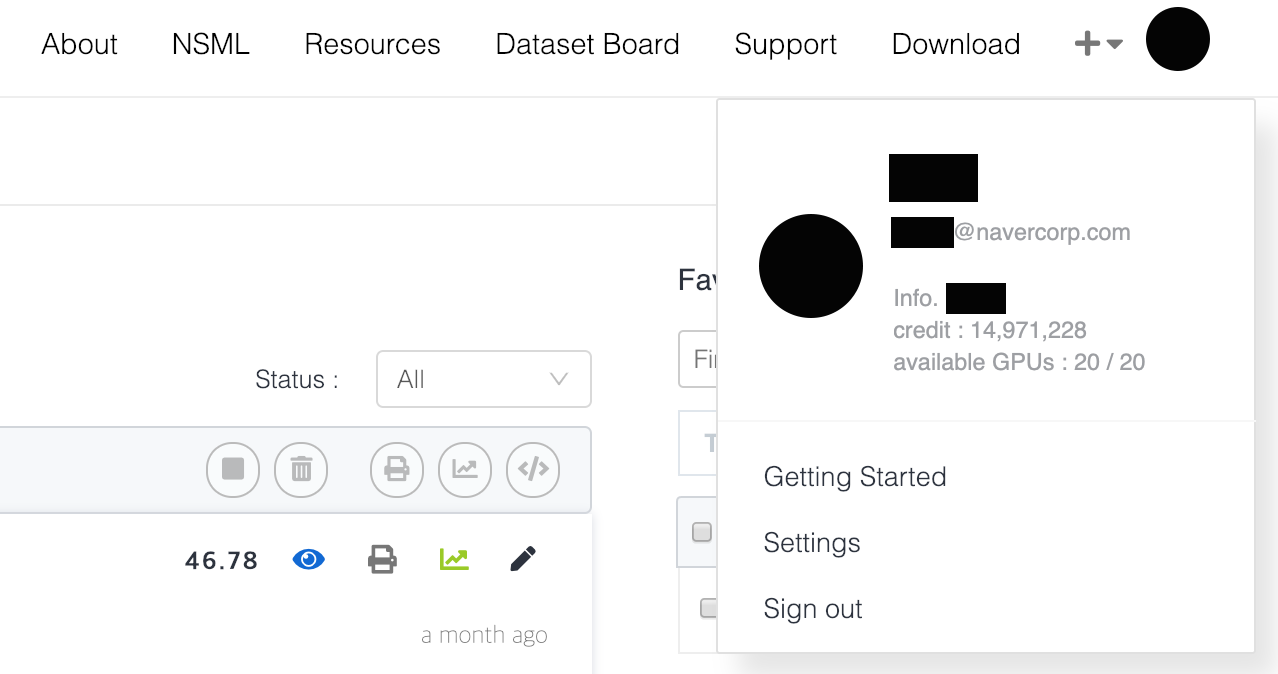 About NSML Resources Dataset Board Support Download
@navercorp.com
Info.
credit : 14,971,228
available GPUs : 20 / 20
Getting Started
Settings
Sign out
Status : All
46.78
a month ago